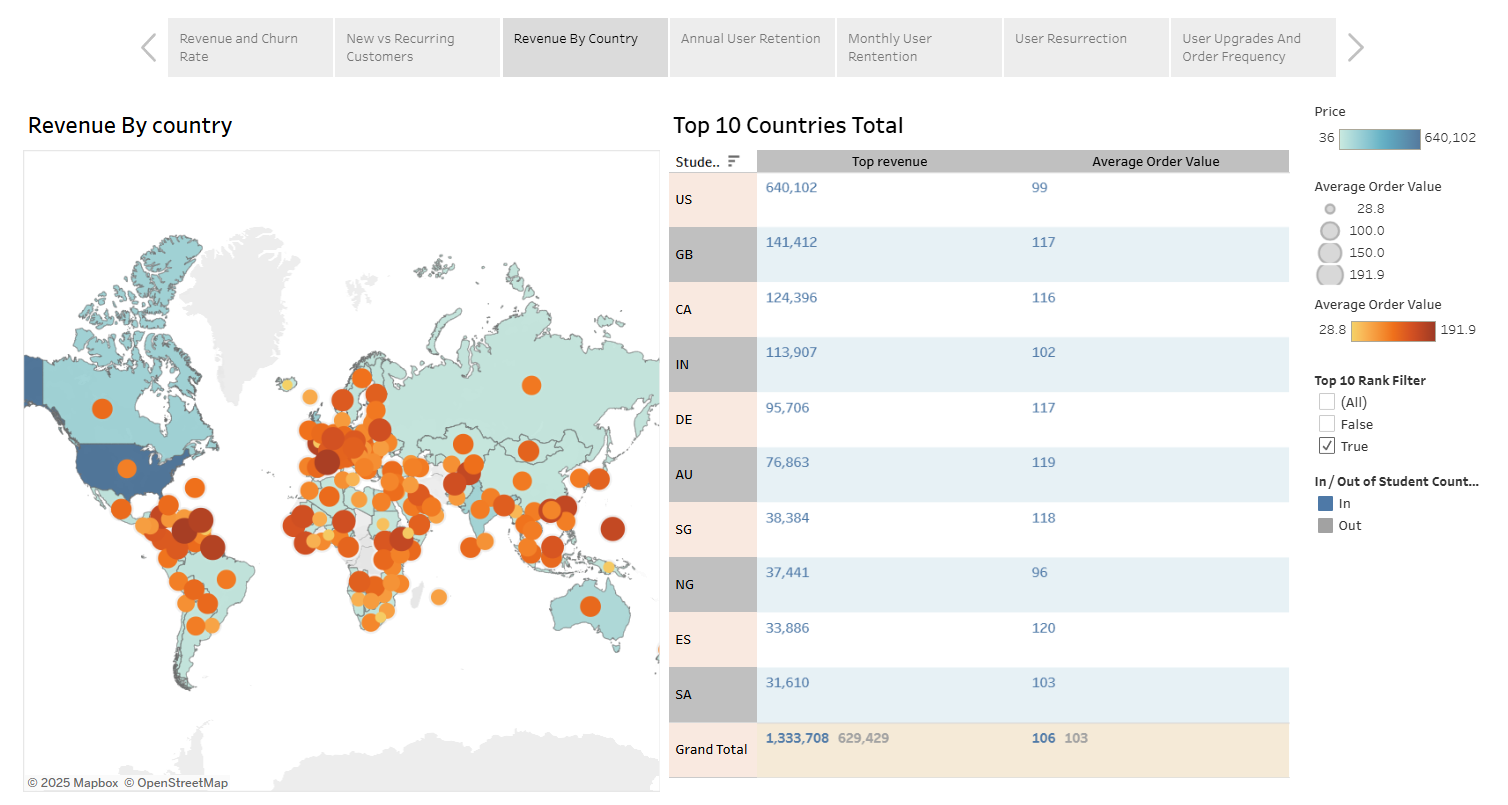 Revenue and Churn
Rate
New vs Recurring
Customers
Revenue By Country
Annual User Retention
Monthly User
Rentention
User Resurrection
User Upgrades And
Order Frequency
Revenue By country
© 2025 Mapbox © OpenStreetMap
Top 10 Countries Total
Stude.. Top revenue Average Order Value
US 640,102 99
GB 141,412 117
CA 124,396 116
IN 113,907 102
DE 95,706 117
AU 76,863 119
SG 38,384 118
NG 37,441 96
ES 33,886 120
SA 31,610 103
Grand Total 1,333,708 629,429 106 103
Price
36 640,102
Average Order Value
28.8
100.0
150.0
191.9
Average Order Value
28.8 191.9
Top 10 Rank Filter
(All)
False
True
In / Out of Student Count...
In
Out